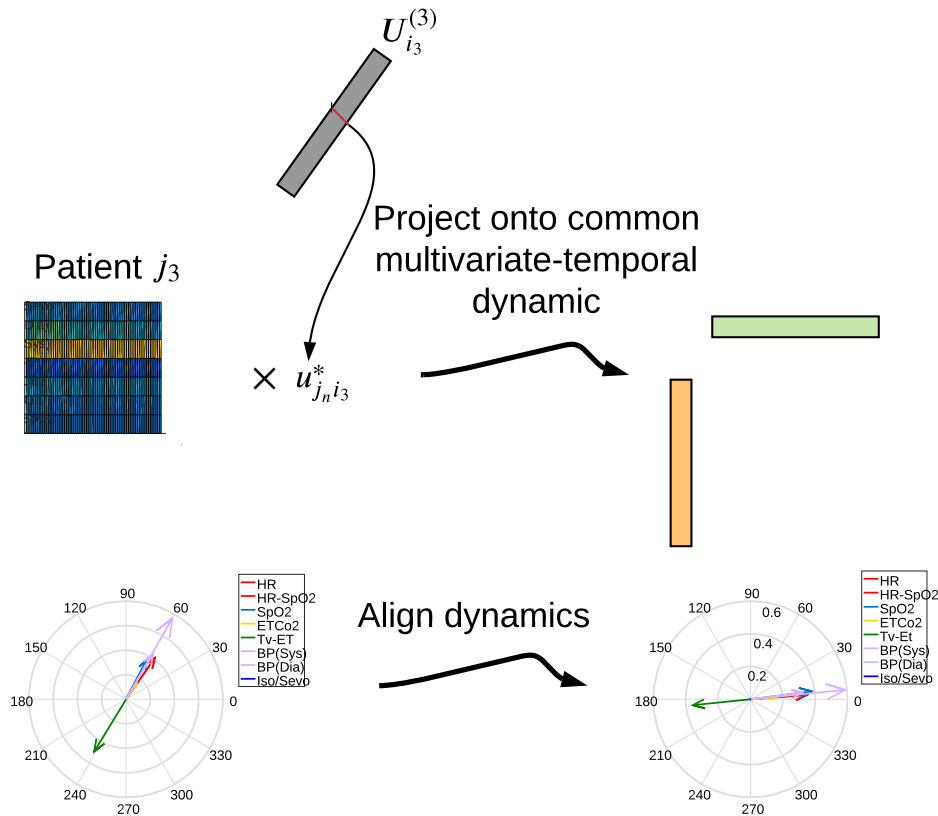 U_{i_3}^{(3)}
Project onto common
multivariate-temporal
dynamic
Patient j_3
Sys
× u^*_{j_n i_3}
Align dynamics
90
60
30
0
330
300
270
240
210
180
150
120
HR
HR-SpO2
SpO2
ETCo2
Tv-ET
BP(Sys)
BP(Dia)
Iso/Sevo
90
60
30
0
330
300
270
240
210
180
150
120
0.6
0.4
0.2
HR
HR-SpO2
SpO2
ETCo2
Tv-Et
BP(Sys)
BP(Dia)
Iso/Sevo